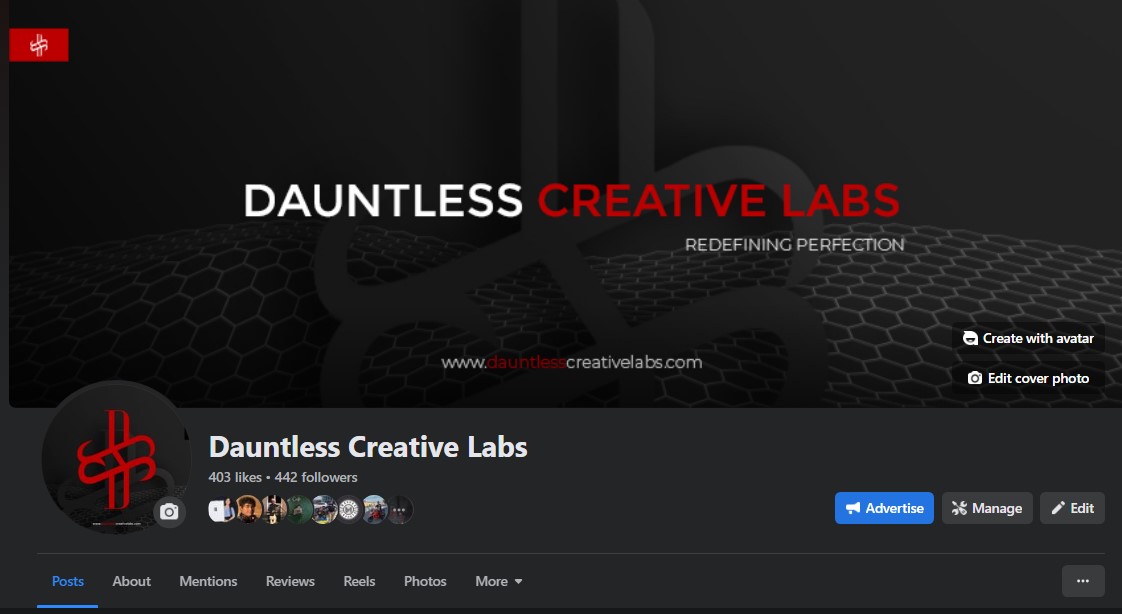 DAUNTLESS CREATIVE LABS
REDEFINING PERFECTION
www.dauntlesscreativelabs.com
Create with avatar
Edit cover photo
Dauntless Creative Labs
403 likes • 442 followers
Advertise
Manage
Edit
Posts
About
Mentions
Reviews
Reels
Photos
More